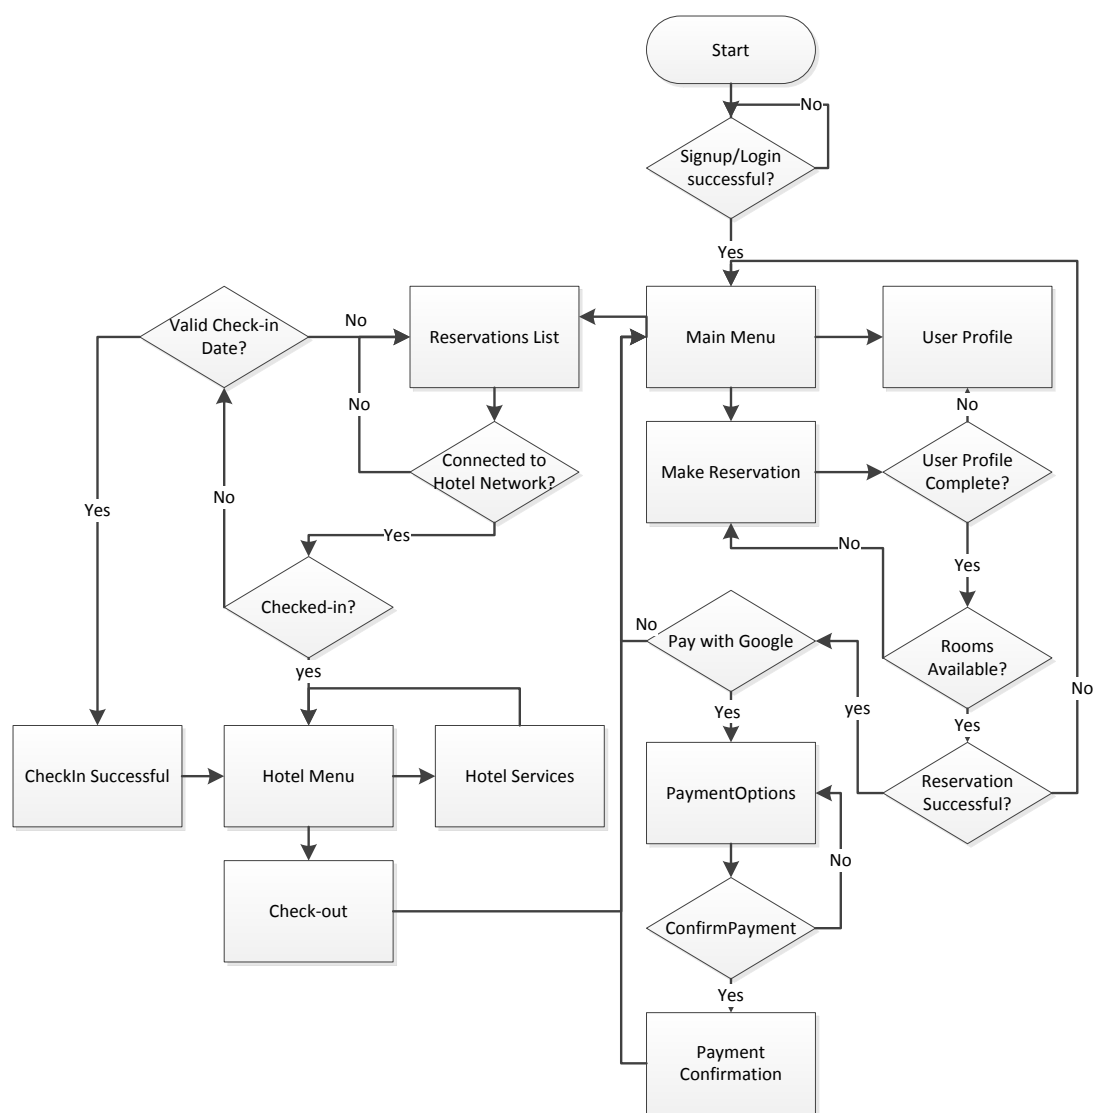 Start
No
Signup/Login
successful?
Yes
Valid Check-in
Date?
No
Reservations List
Main Menu
User Profile
No
No
Connected to
Hotel Network?
Make Reservation
User Profile
Complete?
No
Yes
Yes
No
Yes
Checked-in?
No
Pay with Google
Rooms
Available?
yes
No
Yes
yes
Yes
CheckIn Successful
Hotel Menu
Hotel Services
PaymentOptions
Reservation
Successful?
No
Check-out
ConfirmPayment
Yes
Payment
Confirmation